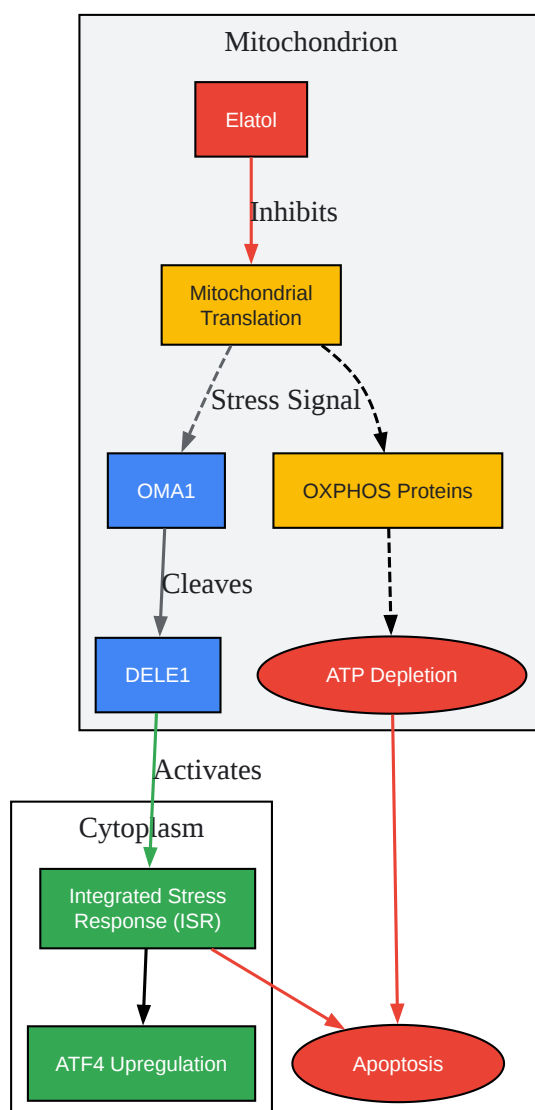 Mitochondrion
Elatol
Inhibits
Mitochondrial
Translation
Stress Signal
OMA1
OXPHOS Proteins
Cleaves
DELE1
ATP Depletion
Activates
Cytoplasm
Integrated Stress
Response (ISR)
ATF4 Upregulation
Apoptosis